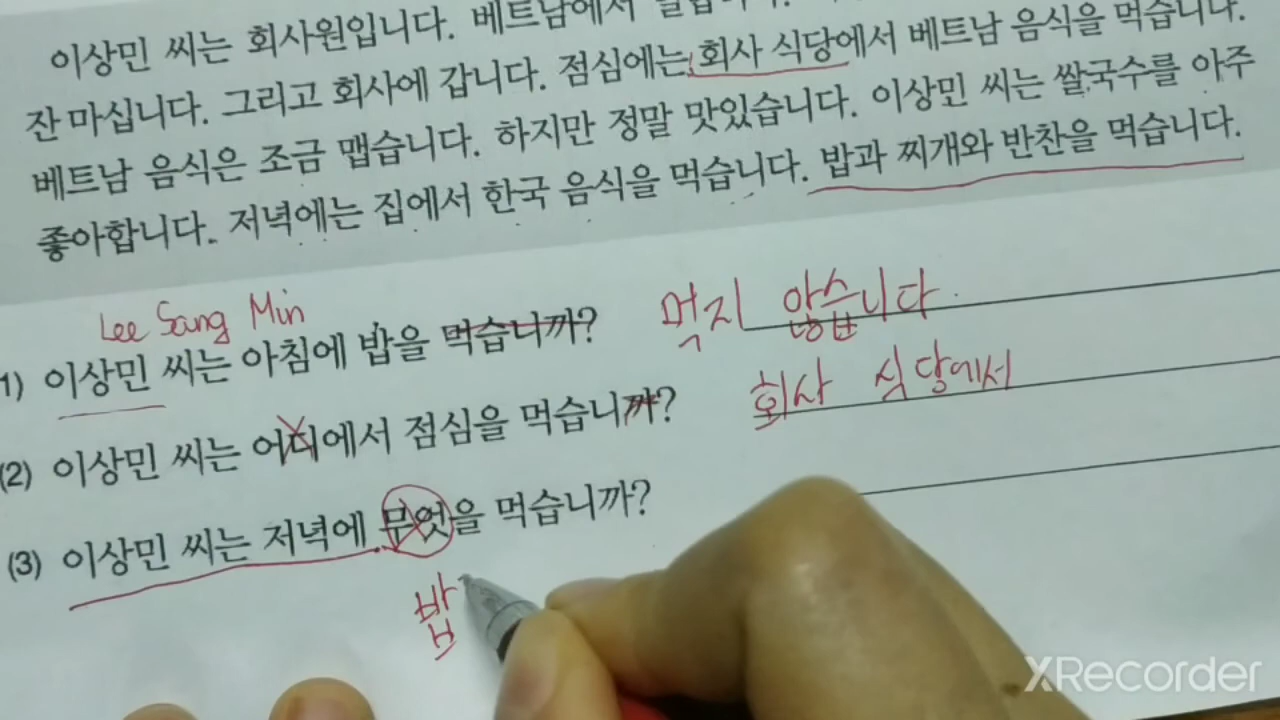 이상민 씨는 회사원입니다. 베트남에서
잔 마십니다. 그리고 회사에 갑니다. 점심에는 회사 식당에서 베트남 음식을 먹습니다.
베트남 음식은 조금 맵습니다. 하지만 정말 맛있습니다. 이상민 씨는 쌀국수를 아주
좋아합니다. 저녁에는 집에서 한국 음식을 먹습니다. 밥과 찌개와 반찬을 먹습니다.
Lee Sang Min
1) 이상민 씨는 아침에 밥을 먹습니까? 먹지 않습니다.
(2) 이상민 씨는 어디에서 점심을 먹습니까? 회사 식당에서
(3) 이상민 씨는 저녁에 무엇을 먹습니까?
밥
XRecorder